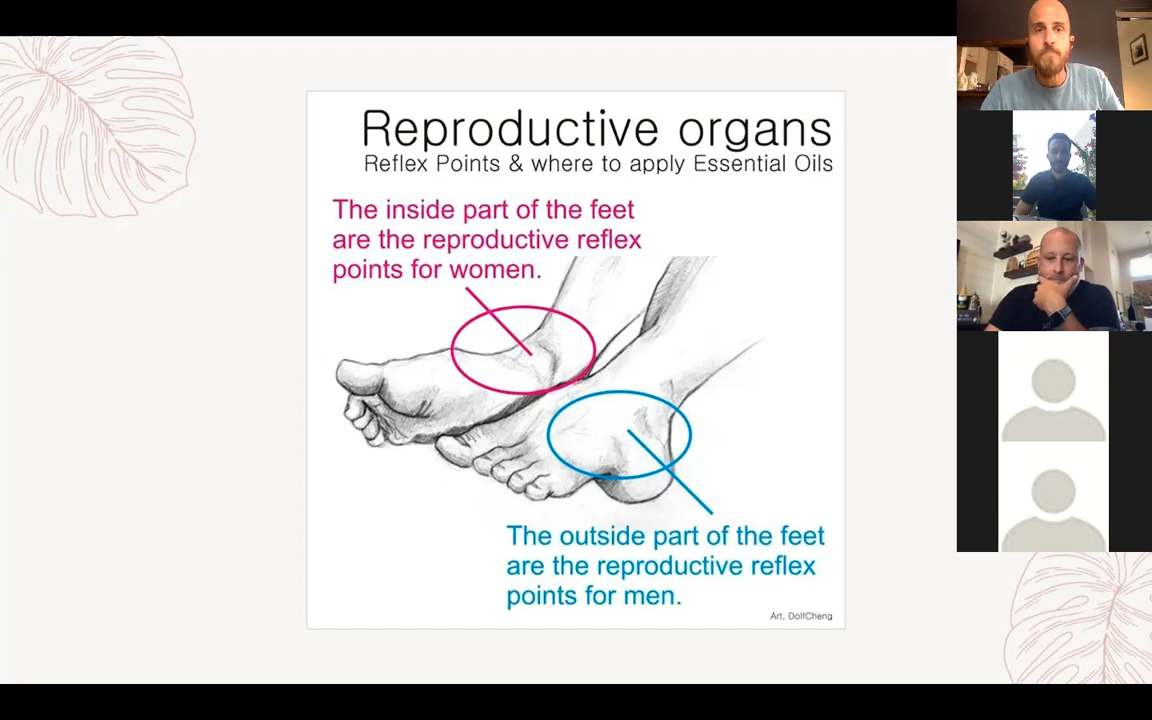 Reproductive organs
Reflex Points & where to apply Essential Oils
The inside part of the feet
are the reproductive reflex
points for women.
The outside part of the feet
are the reproductive reflex
points for men.
Art, DolfCheng